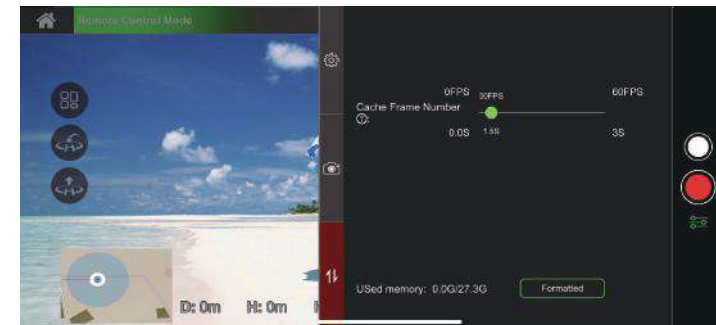 Remote Control Mode
0FPS 30FPS 60FPS
Cache Frame Number
①:
0.0S 1.5S 3S
USed memory: 0.0G/27.3G Formatted
D: 0m H: 0m